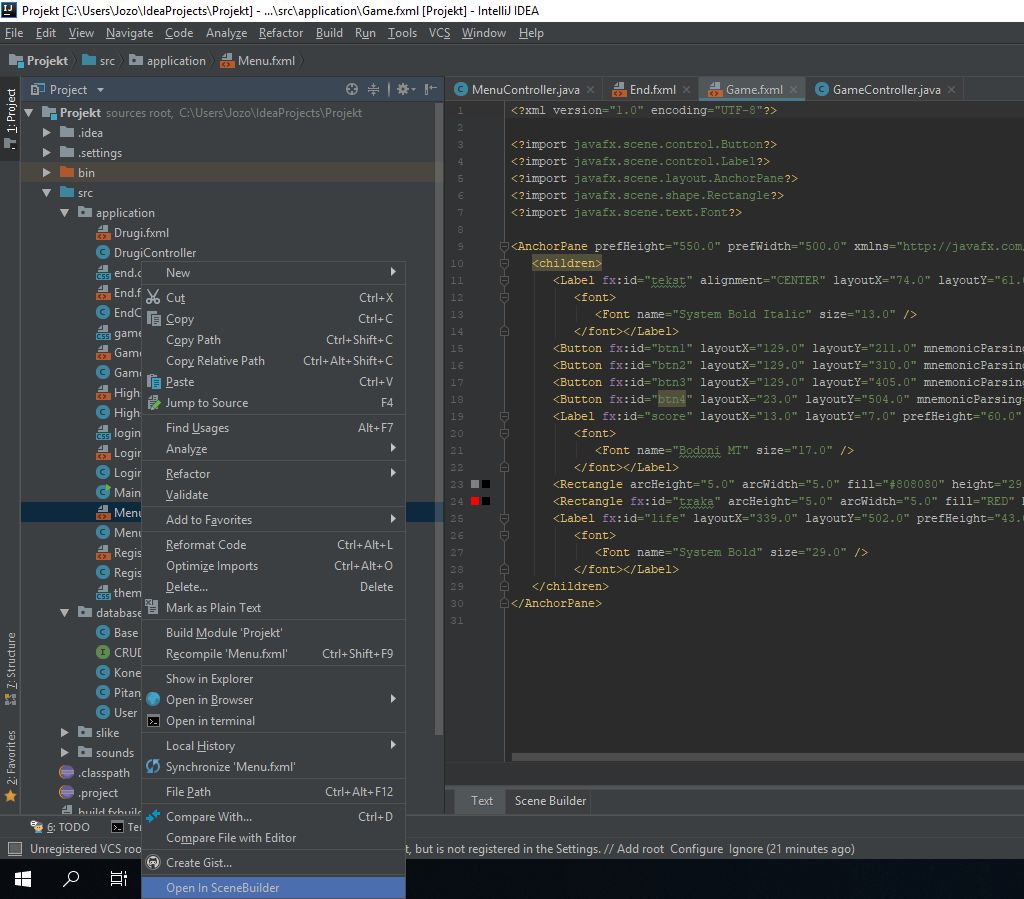 Projekt [C:\Users\Jozo\IdeaProjects\Projekt] - ...\src\application\Game.fxml [Projekt] - IntelliJ IDEA
File Edit View Navigate Code Analyze Refactor Build Run Tools VCS Window Help
Projekt src application Menu.fxml
1: Project
7: Structure
2: Favorites
Project
Projekt sources root, C:\Users\Jozo\IdeaProjects\Projekt
.idea
.settings
bin
src
application
Drugi.fxml
DrugiController
end.c
End.f
EndC
game
Game
Game
High
High
login
Login
Login
Main
Menu
Menu
Regis
Regis
them
database
Base
CRUD
Kone
Pitan
User
slike
sounds
.classpath
.project
build.fxbuil
New
Cut Ctrl+X
Copy Ctrl+C
Copy Path Ctrl+Shift+C
Copy Relative Path Ctrl+Alt+Shift+C
Paste Ctrl+V
Jump to Source F4
Find Usages Alt+F7
Analyze
Refactor
Validate
Add to Favorites
Reformat Code Ctrl+Alt+L
Optimize Imports Ctrl+Alt+O
Delete... Delete
Mark as Plain Text
Build Module 'Projekt'
Recompile 'Menu.fxml' Ctrl+Shift+F9
Show in Explorer
Open in Browser
Open in terminal
Local History
Synchronize 'Menu.fxml'
File Path Ctrl+Alt+F12
Compare With... Ctrl+D
Compare File with Editor
Create Gist...
Open In SceneBuilder
MenuController.java End.fxml Game.fxml GameController.java
1 <?xml version="1.0" encoding="UTF-8"?>
2
3 <?import javafx.scene.control.Button?>
4 <?import javafx.scene.control.Label?>
5 <?import javafx.scene.layout.AnchorPane?>
6 <?import javafx.scene.shape.Rectangle?>
7 <?import javafx.scene.text.Font?>
8
9 <AnchorPane prefHeight="550.0" prefWidth="500.0" xmlns="http://javafx.com
10 <children>
11 <Label fx:id="tekst" alignment="CENTER" layoutX="74.0" layoutY="61.
12 <font>
13 <Font name="System Bold Italic" size="13.0" />
14 </font></Label>
15 <Button fx:id="btn1" layoutX="129.0" layoutY="211.0" mnemonicParsin
16 <Button fx:id="btn2" layoutX="129.0" layoutY="310.0" mnemonicParsin
17 <Button fx:id="btn3" layoutX="129.0" layoutY="405.0" mnemonicParsin
18 <Button fx:id="btn4" layoutX="23.0" layoutY="504.0" mnemonicParsing
19 <Label fx:id="score" layoutX="13.0" layoutY="7.0" prefHeight="60.0"
20 <font>
21 <Font name="Bodoni MT" size="17.0" />
22 </font></Label>
23 <Rectangle arcHeight="5.0" arcWidth="5.0" fill="#808080" height="29
24 <Rectangle fx:id="traka" arcHeight="5.0" arcWidth="5.0" fill="RED"
25 <Label fx:id="life" layoutX="339.0" layoutY="502.0" prefHeight="43.
26 <font>
27 <Font name="System Bold" size="29.0" />
28 </font></Label>
29 </children>
30 </AnchorPane>
31
Text Scene Builder
6: TODO Te
Unregistered VCS roo t, but is not registered in the Settings. // Add root Configure Ignore (21 minutes ago)